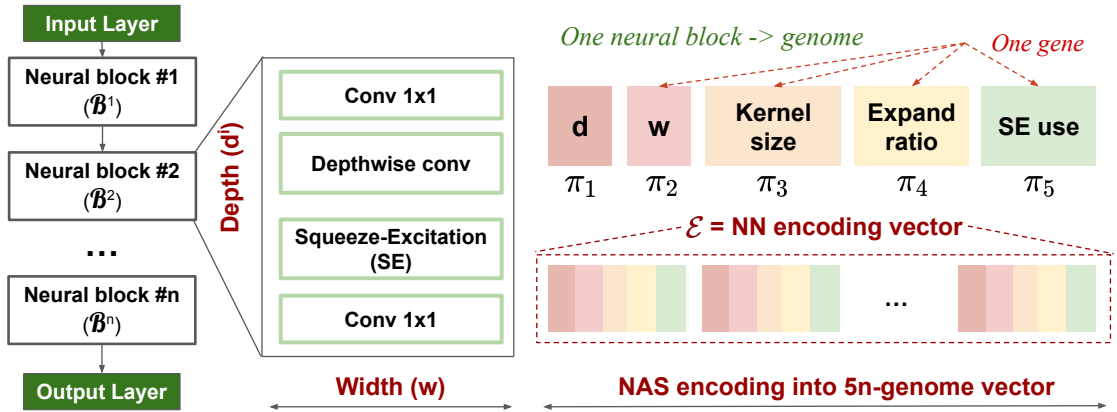 Input Layer
Neural block #1
(ℬ¹)
Neural block #2
(ℬ²)
...
Neural block #n
(ℬⁿ)
Output Layer
Depth (dⁱ)
Conv 1x1
Depthwise conv
Squeeze-Excitation
(SE)
Conv 1x1
Width (w)
One neural block -> genome
One gene
d
w
Kernel
size
Expand
ratio
SE use
π₁
π₂
π₃
π₄
π₅
ℰ = NN encoding vector
...
NAS encoding into 5n-genome vector